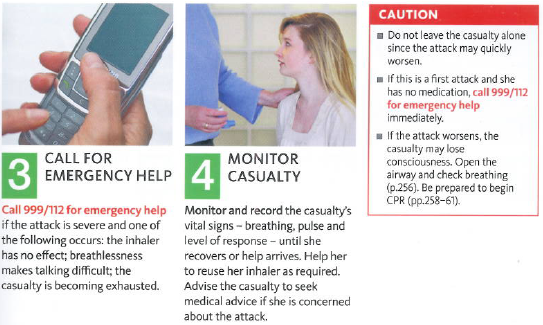 3
CALL FOR
EMERGENCY HELP
Call 999/112 for emergency help
if the attack is severe and one of
the following occurs: the inhaler
has no effect; breathlessness
makes talking difficult; the
casualty is becoming exhausted.
4
MONITOR
CASUALTY
Monitor and record the casualty's
vital signs – breathing, pulse and
level of response – until she
recovers or help arrives. Help her
to reuse her inhaler as required.
Advise the casualty to seek
medical advice if she is concerned
about the attack.
CAUTION
■ Do not leave the casualty alone
since the attack may quickly
worsen.
■ If this is a first attack and she
has no medication, call 999/112
for emergency help
immediately.
■ If the attack worsens, the
casualty may lose
consciousness. Open the
airway and check breathing
(p.256). Be prepared to begin
CPR (pp.258–61).